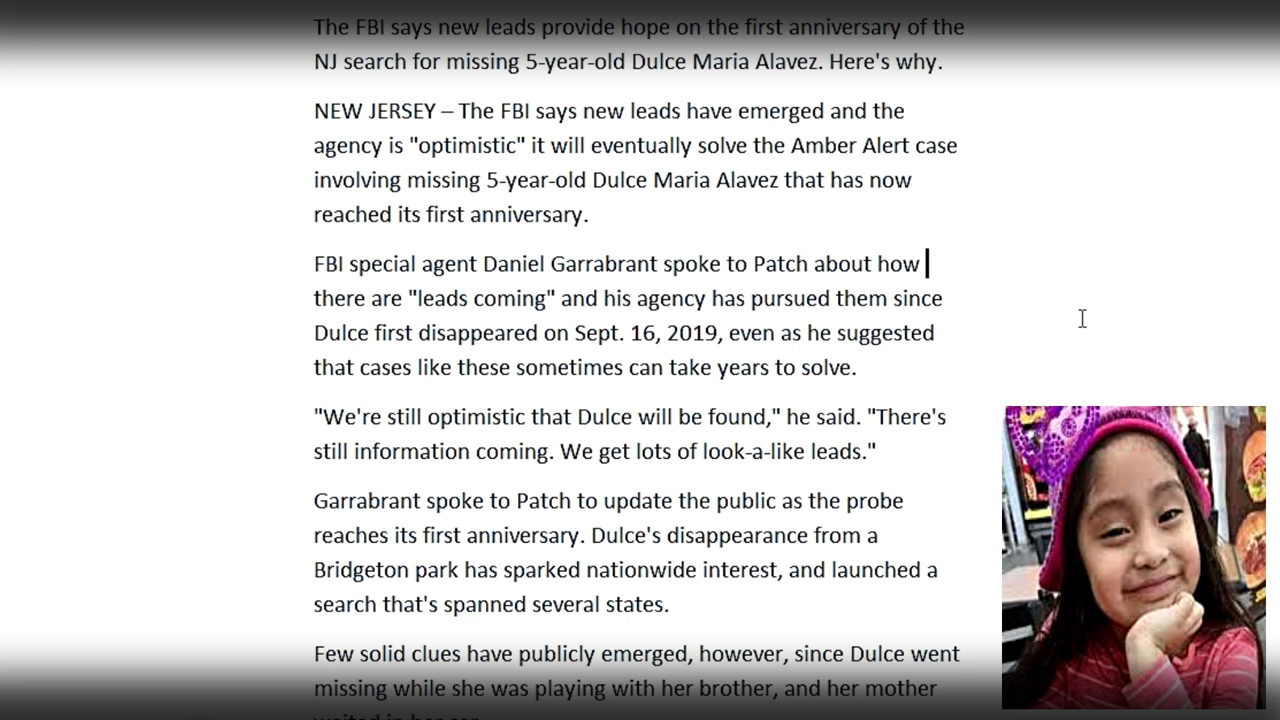 The FBI says new leads provide hope on the first anniversary of the
NJ search for missing 5-year-old Dulce Maria Alavez. Here's why.
NEW JERSEY – The FBI says new leads have emerged and the
agency is "optimistic" it will eventually solve the Amber Alert case
involving missing 5-year-old Dulce Maria Alavez that has now
reached its first anniversary.
FBI special agent Daniel Garrabrant spoke to Patch about how
there are "leads coming" and his agency has pursued them since
Dulce first disappeared on Sept. 16, 2019, even as he suggested
that cases like these sometimes can take years to solve.
"We're still optimistic that Dulce will be found," he said. "There's
still information coming. We get lots of look-a-like leads."
Garrabrant spoke to Patch to update the public as the probe
reaches its first anniversary. Dulce's disappearance from a
Bridgeton park has sparked nationwide interest, and launched a
search that's spanned several states.
Few solid clues have publicly emerged, however, since Dulce went
missing while she was playing with her brother, and her mother